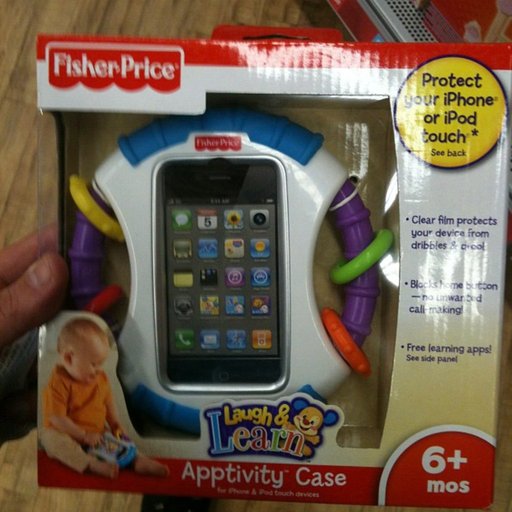 Fisher-Price
Protect
your iPhone®
or iPod
touch®*
See back
Fisher-Price
5
• Clear film protects
your device from
dribbles & drool
• Blocks home button
— no unwanted
call-making!
• Free learning apps!
See side panel
Laugh &
Learn
Apptivity™ Case
for iPhone & iPod touch devices
6+
mos